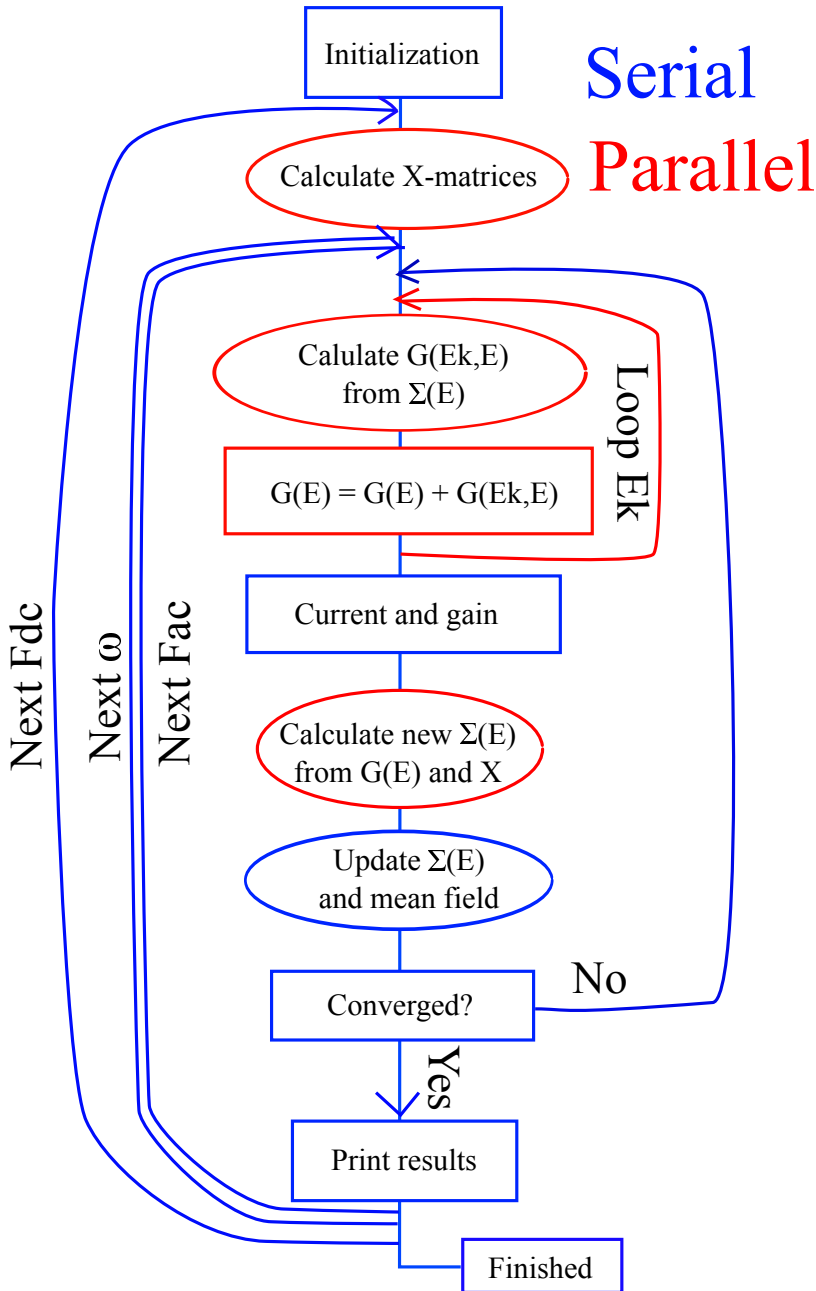 Initialization
Serial
Parallel
Calculate X-matrices
Calulate G(Ek,E)
from Σ(E)
Loop Ek
G(E) = G(E) + G(Ek,E)
Current and gain
Next Fdc
Next ω
Next Fac
Calculate new Σ(E)
from G(E) and X
Update Σ(E)
and mean field
Converged?
No
Yes
Print results
Finished